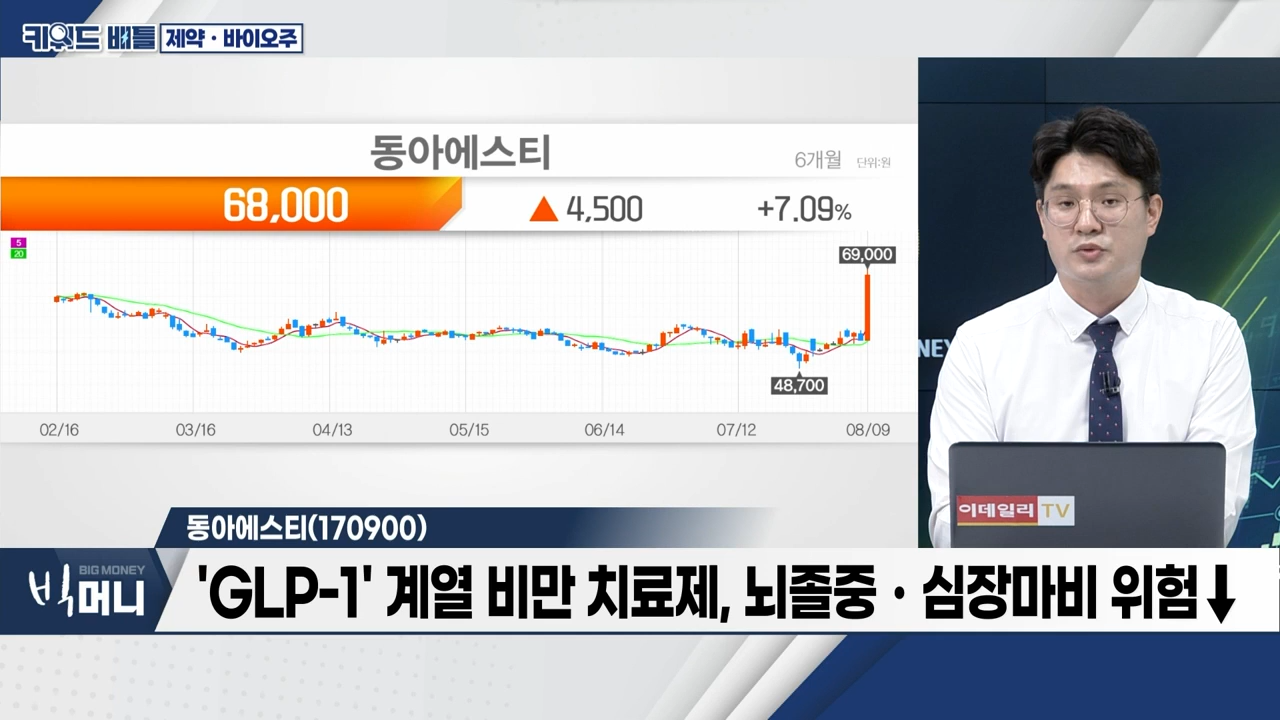 키워드 배틀 제약·바이오주
동아에스티
6개월 단위:원
68,000 ▲ 4,500 +7.09%
5
20
69,000
48,700
02/16 03/16 04/13 05/15 06/14 07/12 08/09
NEY
이데일리 TV
동아에스티(170900)
BIG MONEY
빅머니
'GLP-1' 계열 비만 치료제, 뇌졸중·심장마비 위험↓